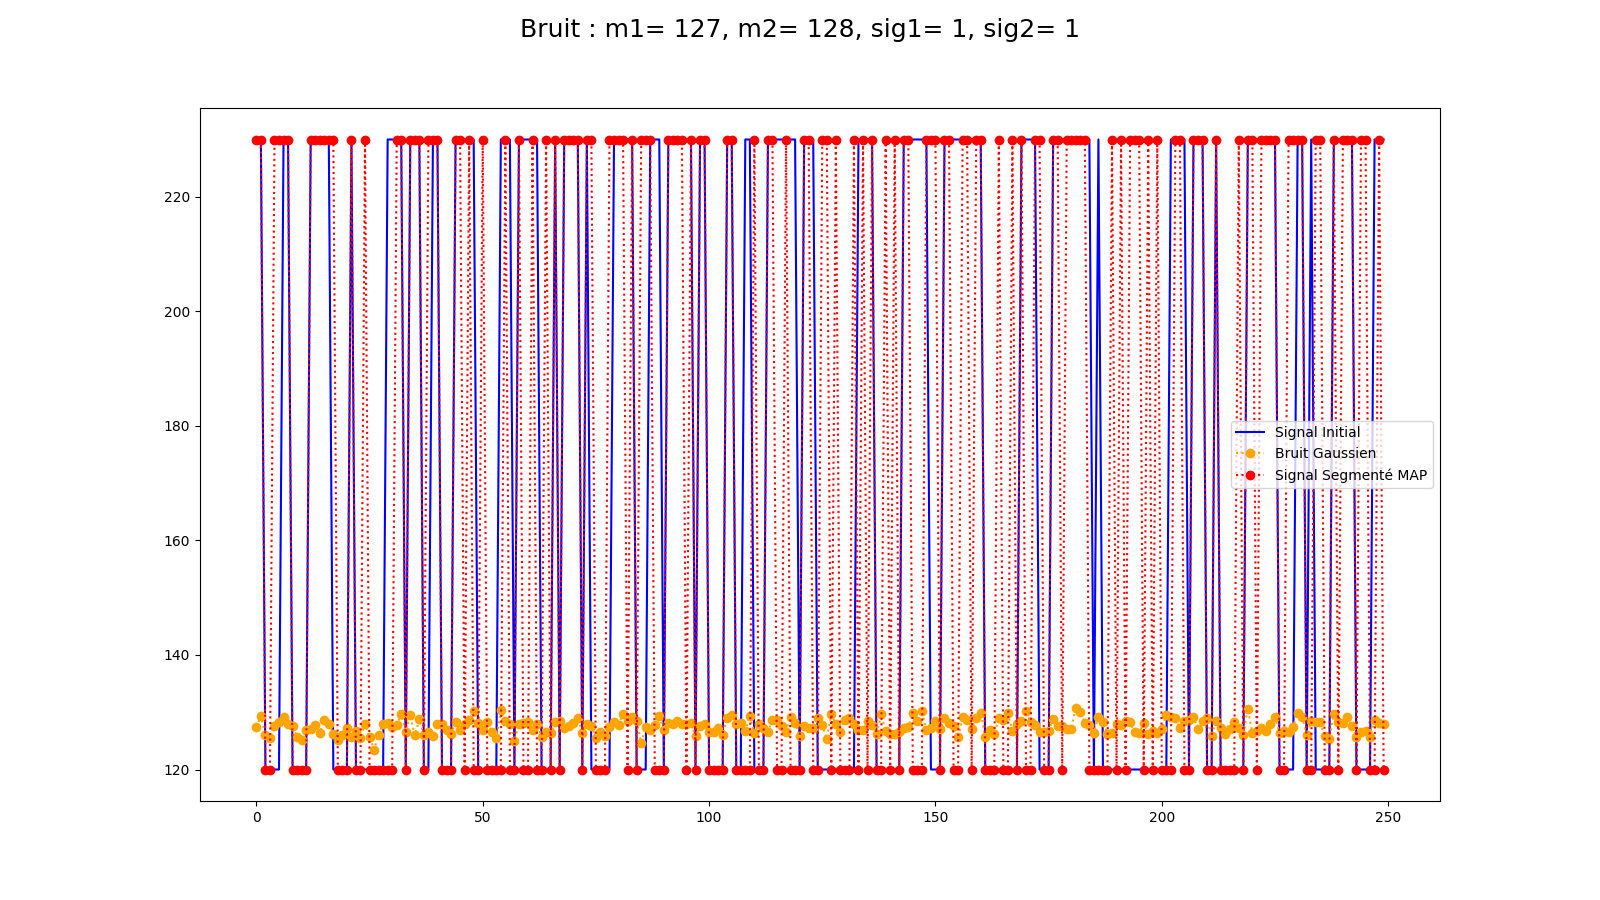 Bruit : m1= 127, m2= 128, sig1= 1, sig2= 1
220
200
180
160
140
120
Signal Initial
Bruit Gaussien
Signal Segmenté MAP
0 50 100 150 200 250